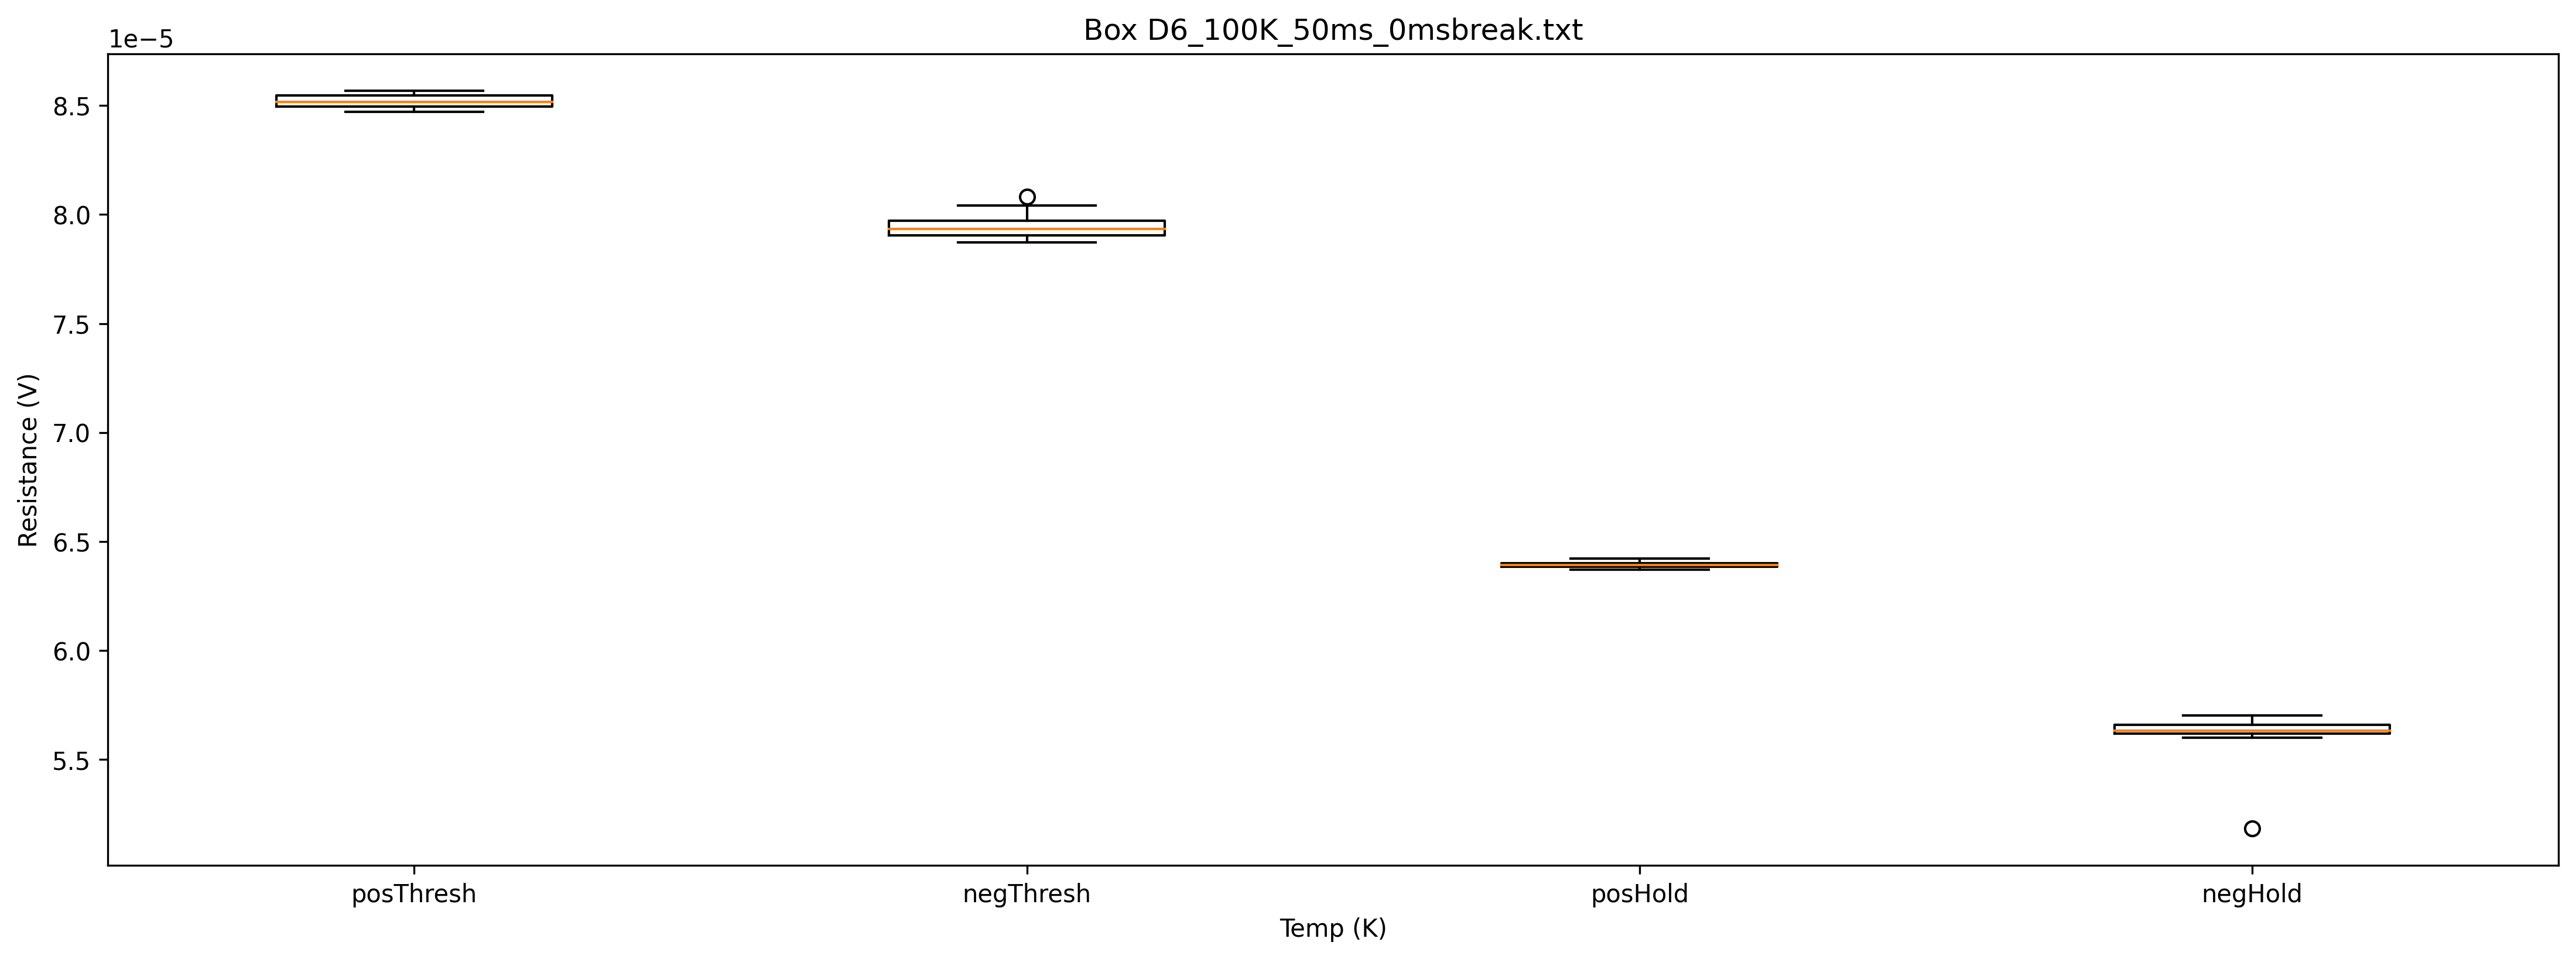 Box D6_100K_50ms_0msbreak.txt
1e−5
8.5
8.0
7.5
7.0
6.5
6.0
5.5
Resistance (V)
posThresh negThresh posHold negHold
Temp (K)